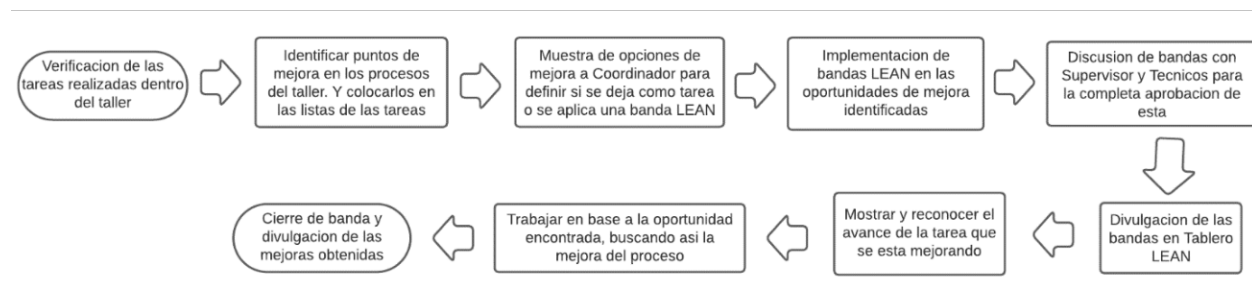 Verificacion de las
tareas realizadas dentro
del taller
Identificar puntos de
mejora en los procesos
del taller. Y colocarlos en
las listas de las tareas
Muestra de opciones de
mejora a Coordinador para
definir si se deja como tarea
o se aplica una banda LEAN
Implementacion de
bandas LEAN en las
oportunidades de mejora
identificadas
Discusion de bandas con
Supervisor y Tecnicos para
la completa aprobacion de
esta
Divulgacion de las
bandas en Tablero
LEAN
Mostrar y reconocer el
avance de la tarea que
se esta mejorando
Trabajar en base a la oportunidad
encontrada, buscando asi la
mejora del proceso
Cierre de banda y
divulgacion de las
mejoras obtenidas